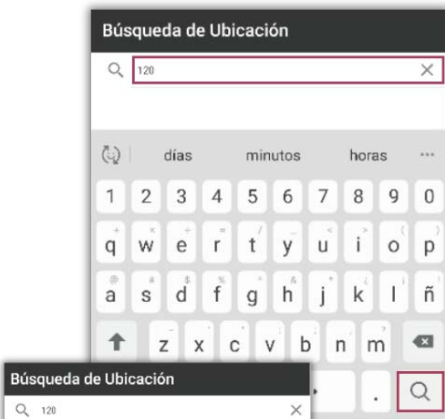 Búsqueda de Ubicación
120
días minutos horas ...
1 2 3 4 5 6 7 8 9 0
q w e r t y u i o p
a s d f g h j k l ñ
z x c v b n m
.
Búsqueda de Ubicación
120